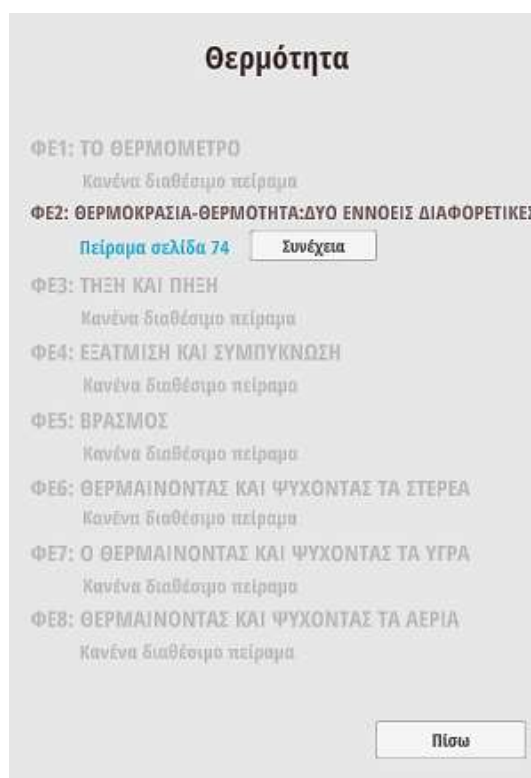 Θερμότητα
ΦΕ1: ΤΟ ΘΕΡΜΟΜΕΤΡΟ
Κανένα διαθέσιμο πείραμα
ΦΕ2: ΘΕΡΜΟΚΡΑΣΙΑ-ΘΕΡΜΟΤΗΤΑ:ΔΥΟ ΕΝΝΟΕΙΣ ΔΙΑΦΟΡΕΤΙΚΕΣ
Πείραμα σελίδα 74 Συνέχεια
ΦΕ3: ΤΗΞΗ ΚΑΙ ΠΗΞΗ
Κανένα διαθέσιμο πείραμα
ΦΕ4: ΕΞΑΤΜΙΣΗ ΚΑΙ ΣΥΜΠΥΚΝΩΣΗ
Κανένα διαθέσιμο πείραμα
ΦΕ5: ΒΡΑΣΜΟΣ
Κανένα διαθέσιμο πείραμα
ΦΕ6: ΘΕΡΜΑΙΝΟΝΤΑΣ ΚΑΙ ΨΥΧΟΝΤΑΣ ΤΑ ΣΤΕΡΕΑ
Κανένα διαθέσιμο πείραμα
ΦΕ7: Ο ΘΕΡΜΑΙΝΟΝΤΑΣ ΚΑΙ ΨΥΧΟΝΤΑΣ ΤΑ ΥΓΡΑ
Κανένα διαθέσιμο πείραμα
ΦΕ8: ΘΕΡΜΑΙΝΟΝΤΑΣ ΚΑΙ ΨΥΧΟΝΤΑΣ ΤΑ ΑΕΡΙΑ
Κανένα διαθέσιμο πείραμα
Πίσω